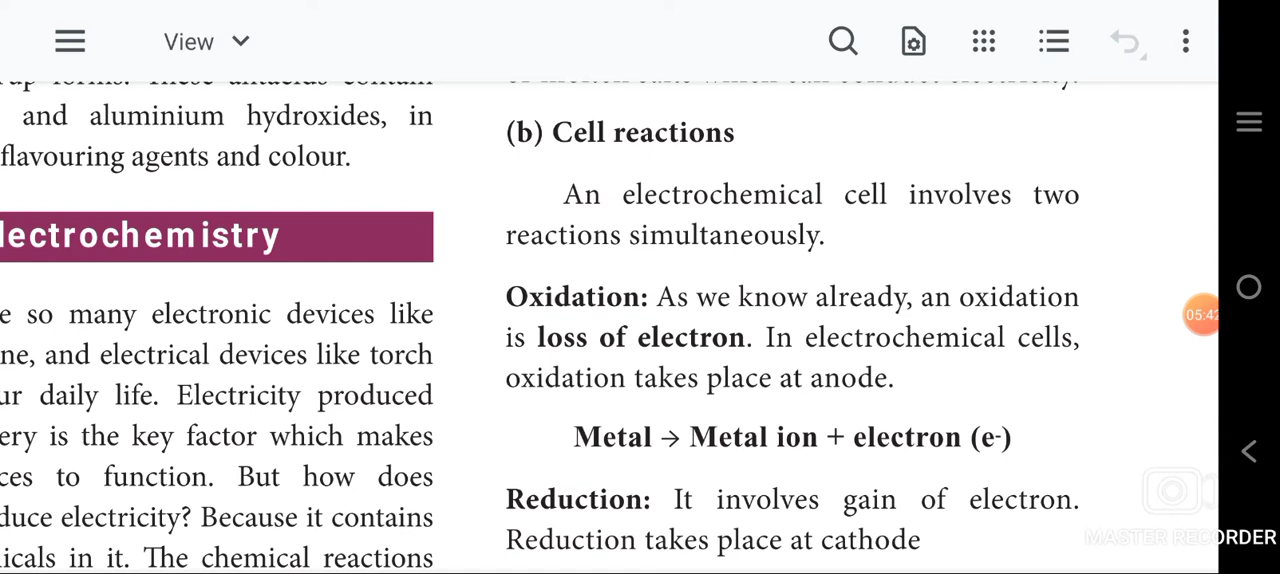 View
and aluminium hydroxides, in
flavouring agents and colour.
lectrochemistry
e so many electronic devices like
ne, and electrical devices like torch
ur daily life. Electricity produced
ery is the key factor which makes
ces to function. But how does
duce electricity? Because it contains
icals in it. The chemical reactions
(b) Cell reactions
An electrochemical cell involves two
reactions simultaneously.
Oxidation: As we know already, an oxidation
is loss of electron. In electrochemical cells,
oxidation takes place at anode.
Metal → Metal ion + electron (e-)
Reduction: It involves gain of electron.
Reduction takes place at cathode
05:42
MASTER RECORDER